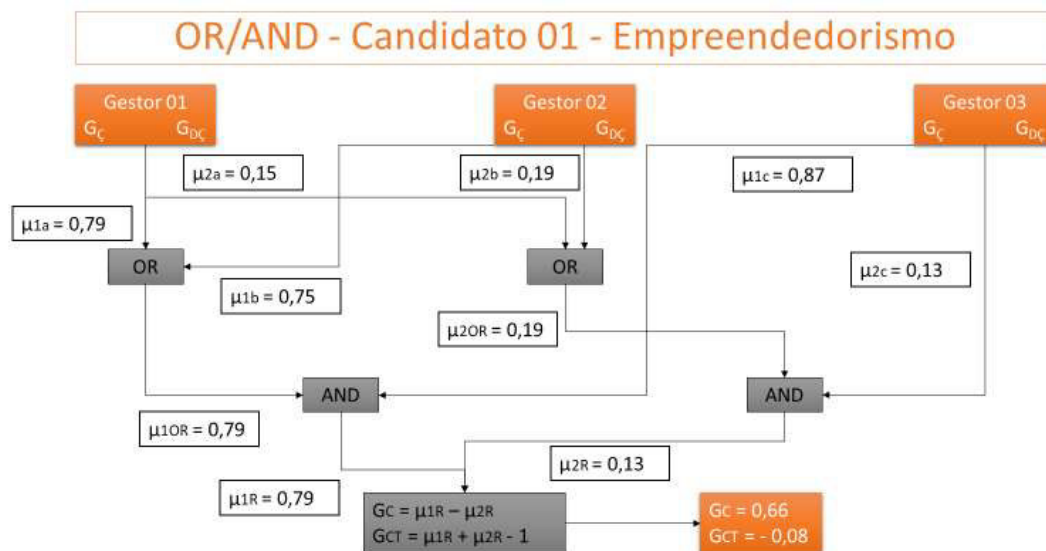 OR/AND - Candidato 01 - Empreendedorismo
Gestor 01
GÇ GDÇ
Gestor 02
GÇ GDÇ
Gestor 03
GÇ GDÇ
μ2a = 0,15
μ2b = 0,19
μ1c = 0,87
μ1a = 0,79
OR
OR
μ1b = 0,75
μ2c = 0,13
μ2OR = 0,19
AND
AND
μ1OR = 0,79
μ2R = 0,13
μ1R = 0,79
GC = μ1R – μ2R
GCT = μ1R + μ2R - 1
GC = 0,66
GCT = - 0,08